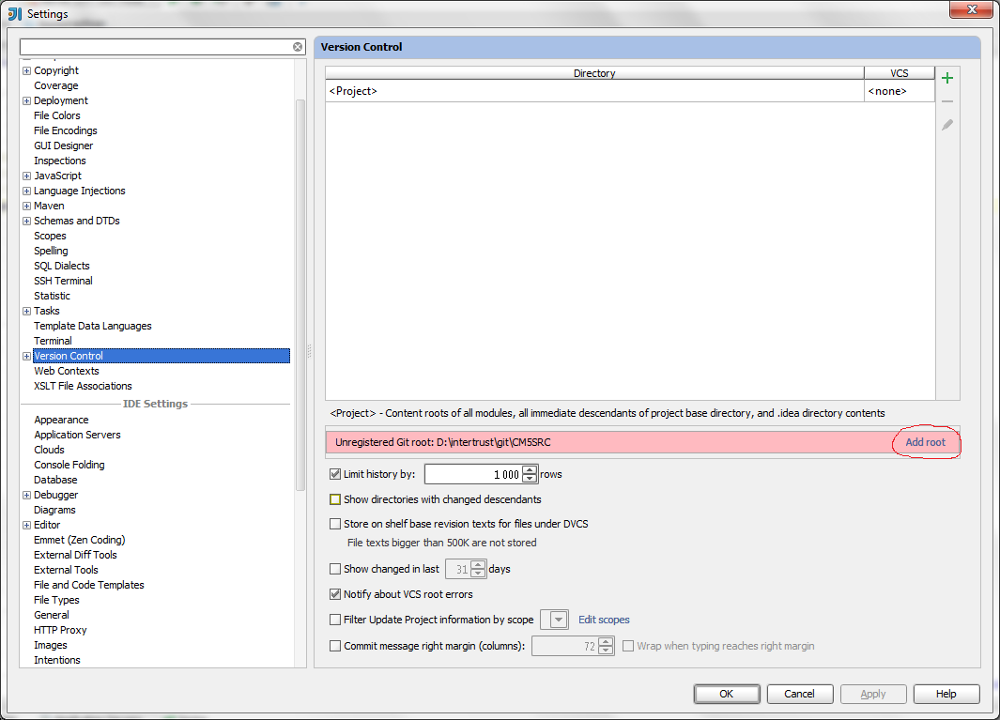 Settings
Version Control
Copyright
Coverage
Deployment
File Colors
File Encodings
GUI Designer
Inspections
JavaScript
Language Injections
Maven
Schemas and DTDs
Scopes
Spelling
SQL Dialects
SSH Terminal
Statistic
Tasks
Template Data Languages
Terminal
Version Control
Web Contexts
XSLT File Associations
IDE Settings
Appearance
Application Servers
Clouds
Console Folding
Database
Debugger
Diagrams
Editor
Emmet (Zen Coding)
External Diff Tools
External Tools
File and Code Templates
File Types
General
HTTP Proxy
Images
Intentions
Directory VCS
<Project> <none>
<Project> - Content roots of all modules, all immediate descendants of project base directory, and .idea directory contents
Unregistered Git root: D:\intertrust\git\CM5SRC Add root
Limit history by: 1 000 rows
Show directories with changed descendants
Store on shelf base revision texts for files under DVCS
File texts bigger than 500K are not stored
Show changed in last 31 days
Notify about VCS root errors
Filter Update Project information by scope Edit scopes
Commit message right margin (columns): 72 Wrap when typing reaches right margin
OK Cancel Apply Help